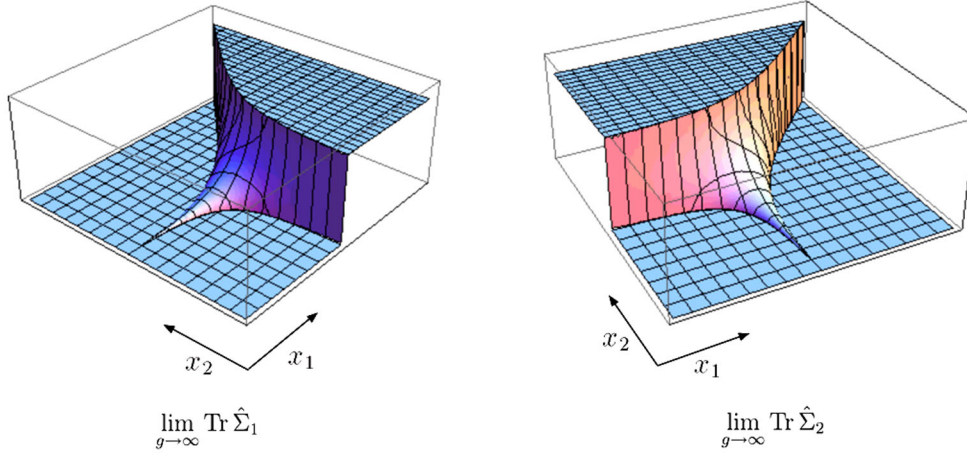 x₂ x₁ x₂ x₁
lim Tr Σ̂₁ lim Tr Σ̂₂
g→∞ g→∞